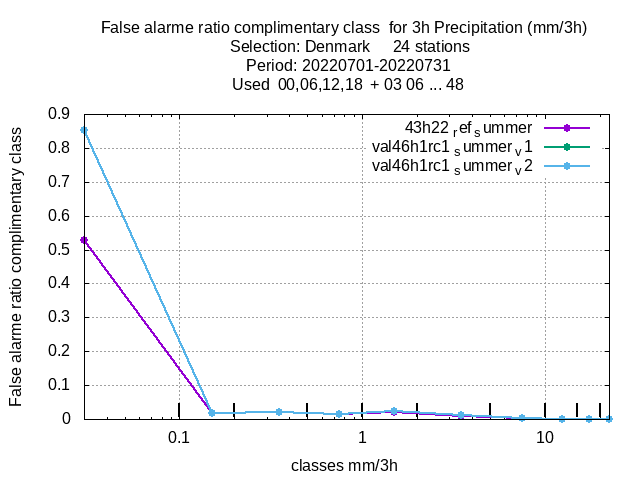 False alarme ratio complimentary class for 3h Precipitation (mm/3h)
Selection: Denmark 24 stations
Period: 20220701-20220731
Used 00,06,12,18 + 03 06 ... 48
False alarme ratio complimentary class
0.9
0.8
0.7
0.6
0.5
0.4
0.3
0.2
0.1
0
43h22 ref summer
val46h1rc1 summer v1
val46h1rc1 summer v2
0.1
1
10
classes mm/3h